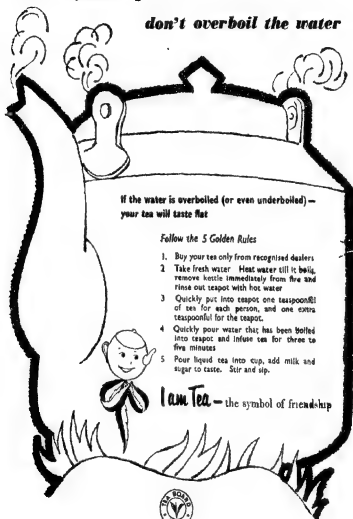 don't overboil the water
If the water is overboiled (or even underboiled) —
your tea will taste flat
Follow the 5 Golden Rules
1. Buy your tea only from recognised dealers
2 Take fresh water Heat water till it boils,
remove kettle immediately from fire and
rinse out teapot with hot water
3 Quickly put into teapot one teaspoonful
of tea for each person, and one extra
teaspoonful for the teapot.
4 Quickly pour water that has been boiled
into teapot and infuse tea for three to
five minutes
5 Pour liquid tea into cup, add milk and
sugar to taste. Stir and sip.
I am Tea — the symbol of friendship
TEA BOARD